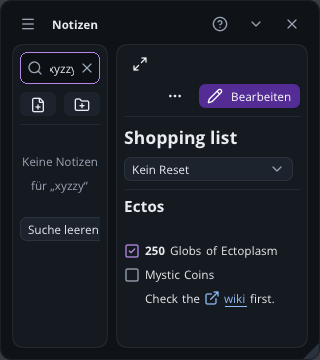 Notizen
xyzzy
Bearbeiten
Shopping list
Keine Notizen
für „xyzzy“
Kein Reset
Ectos
Suche leeren
250 Globs of Ectoplasm
Mystic Coins
Check the wiki first.